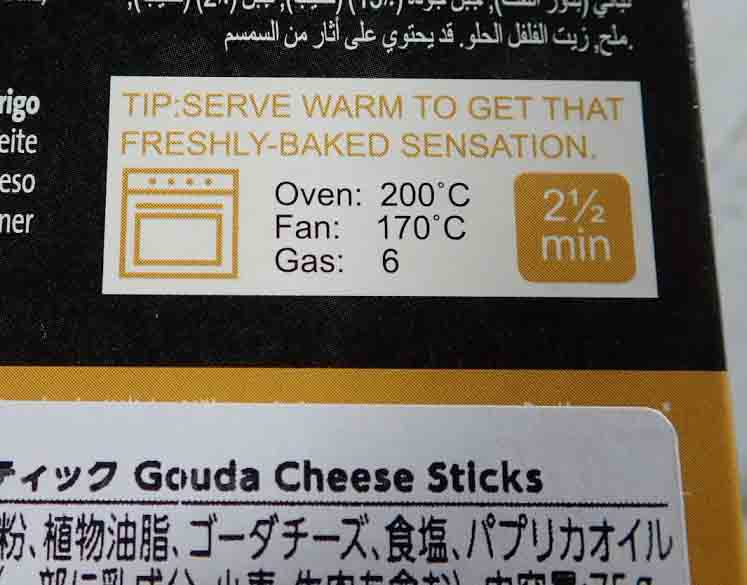 ملح, زيت الفلفل الحلو. قد يحتوي على أثار من السمسم.
rigo
eite
eso
ner
TIP:SERVE WARM TO GET THAT
FRESHLY-BAKED SENSATION.
Oven: 200°C
Fan: 170°C
Gas: 6
2½
min
ティック Gouda Cheese Sticks
粉、植物油脂、ゴーダチーズ、食塩、パプリカオイル